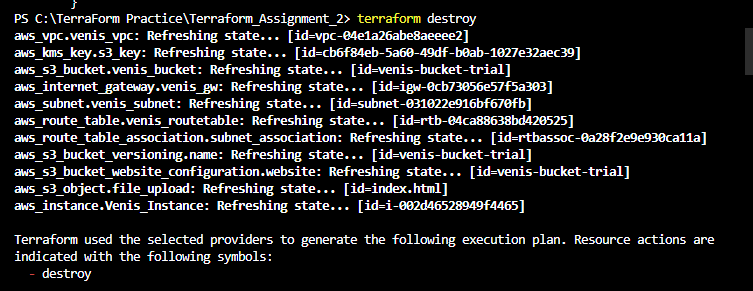 }
PS C:\TerraForm Practice\Terraform_Assignment_2> terraform destroy
aws_vpc.venis_vpc: Refreshing state... [id=vpc-04e1a26abe8aeeee2]
aws_kms_key.s3_key: Refreshing state... [id=cb6f84eb-5a60-49df-b0ab-1027e32aec39]
aws_s3_bucket.venis_bucket: Refreshing state... [id=venis-bucket-trial]
aws_internet_gateway.venis_gw: Refreshing state... [id=igw-0cb73056e57f5a303]
aws_subnet.venis_subnet: Refreshing state... [id=subnet-031022e916bf670fb]
aws_route_table.venis_routetable: Refreshing state... [id=rtb-04ca88638bd420525]
aws_route_table_association.subnet_association: Refreshing state... [id=rtbassoc-0a28f2e9e930ca11a]
aws_s3_bucket_versioning.name: Refreshing state... [id=venis-bucket-trial]
aws_s3_bucket_website_configuration.website: Refreshing state... [id=venis-bucket-trial]
aws_s3_object.file_upload: Refreshing state... [id=index.html]
aws_instance.Venis_Instance: Refreshing state... [id=i-002d46528949f4465]
Terraform used the selected providers to generate the following execution plan. Resource actions are
indicated with the following symbols:
- destroy